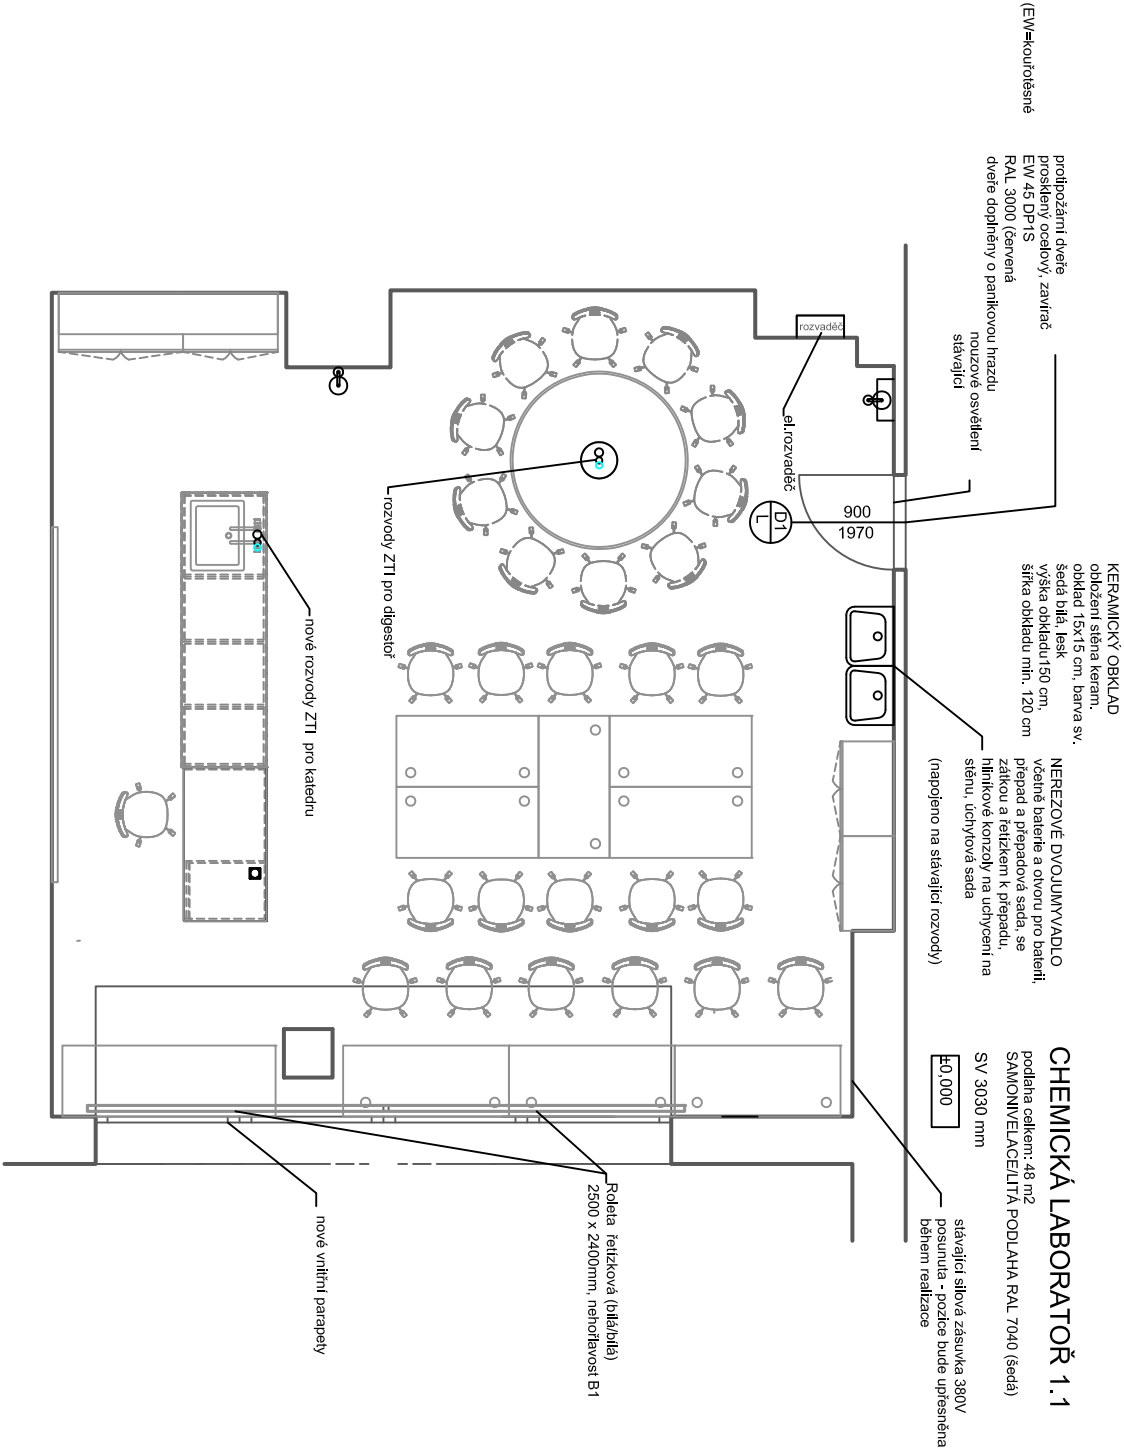 (EW=kouřotěsné
protipožární dveře
prosklený ocelový, zavírač
EW 45 DP1S
RAL 3000 (červená
dveře doplněny o panikovou hrazdu
nouzové osvětlení
stávající
rozvaděč
el.rozvaděč
900
1970
D1
L
rozvody ZTI pro digestoř
nové rozvody ZTI pro katedru
KERAMICKÝ OBKLAD
obložení stěna keram.
obklad 15x15 cm, barva sv.
šedá bílá, lesk
výška obkladu150 cm,
šířka obkladu min. 120 cm
NEREZOVÉ DVOJUMYVADLO
včetně baterie a otvoru pro baterii,
přepad a přepadová sada, se
zátkou a řetízkem k přepadu,
hliníkové konzoly na uchycení na
stěnu, úchytová sada
(napojeno na stávající rozvody)
CHEMICKÁ LABORATOŘ 1.1
podlaha celkem: 48 m2
SAMONIVELACE/LITÁ PODLAHA RAL 7040 (šedá)
SV 3030 mm
±0,000
stávající silová zásuvka 380V
posunuta - pozice bude upřesněna
během realizace
Roleta řetízková (bílá/bílá)
2500 x 2400mm, nehořlavost B1
nové vnitřní parapety